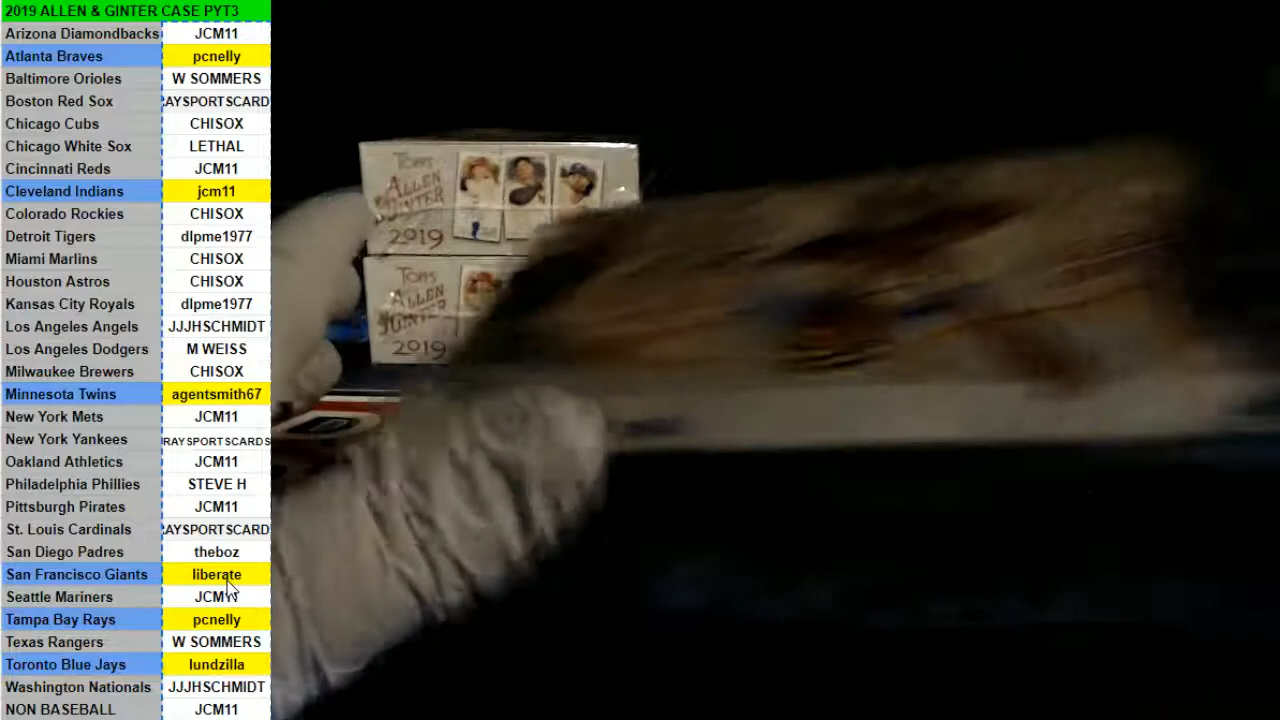 2019 ALLEN & GINTER CASE PYT3
Arizona Diamondbacks JCM11
Atlanta Braves pcnelly
Baltimore Orioles W SOMMERS
Boston Red Sox RAYSPORTSCARD
Chicago Cubs CHISOX
Chicago White Sox LETHAL
Cincinnati Reds JCM11
Cleveland Indians jcm11
Colorado Rockies CHISOX
Detroit Tigers dlpme1977
Miami Marlins CHISOX
Houston Astros CHISOX
Kansas City Royals dlpme1977
Los Angeles Angels JJJHSCHMIDT
Los Angeles Dodgers M WEISS
Milwaukee Brewers CHISOX
Minnesota Twins agentsmith67
New York Mets JCM11
New York Yankees RAYSPORTSCARDS
Oakland Athletics JCM11
Philadelphia Phillies STEVE H
Pittsburgh Pirates JCM11
St. Louis Cardinals RAYSPORTSCARD
San Diego Padres theboz
San Francisco Giants liberate
Seattle Mariners JCM11
Tampa Bay Rays pcnelly
Texas Rangers W SOMMERS
Toronto Blue Jays lundzilla
Washington Nationals JJJHSCHMIDT
NON BASEBALL JCM11
Topps
ALLEN
GINTER
2019
Topps
ALLEN
GINTER
2019